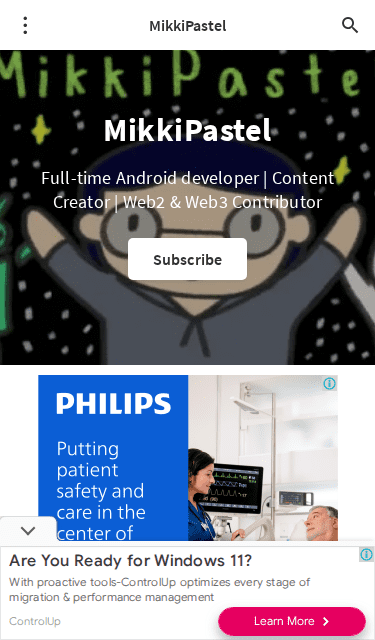 MikkiPastel
MikkiPaste
MikkiPastel
Full-time Android developer | Content
Creator | Web2 & Web3 Contributor
Subscribe
PHILIPS
Putting
patient
safety and
care in the
center of
Are You Ready for Windows 11?
With proactive tools-ControlUp optimizes every stage of
migration & performance management
ControlUp
Learn More